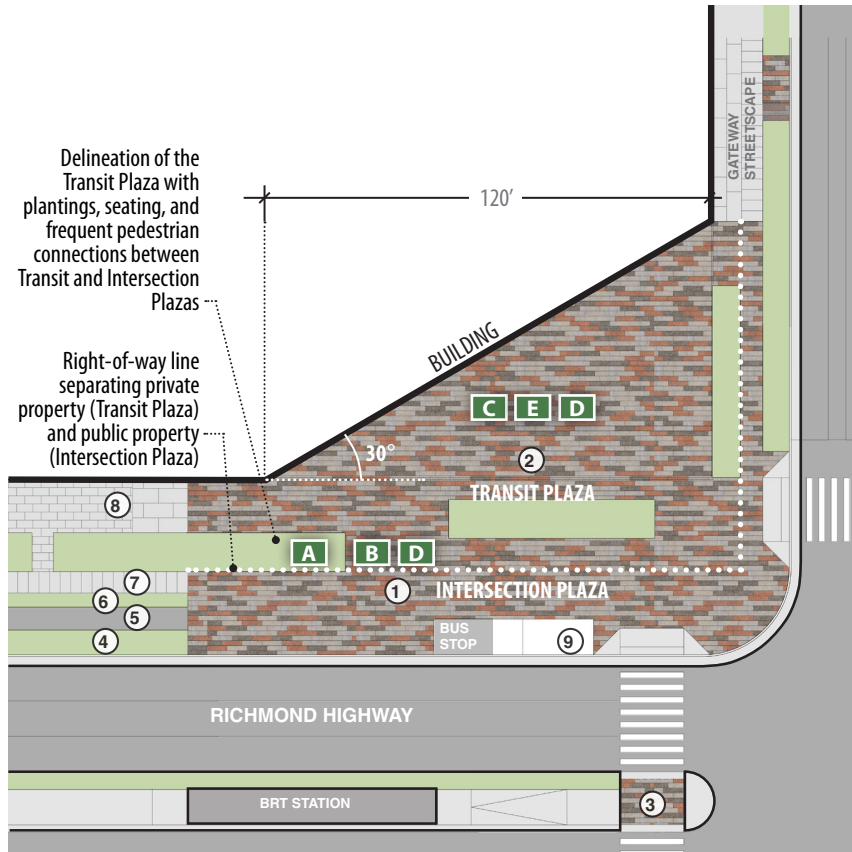 GATEWAY
STREETSCAPE
Delineation of the
Transit Plaza with
plantings, seating, and
frequent pedestrian
connections between
Transit and Intersection
Plazas
120’
BUILDING
Right-of-way line
separating private
property (Transit Plaza)
and public property
(Intersection Plaza)
30°
C E D
2
TRANSIT PLAZA
8
A B D
7
1 INTERSECTION PLAZA
6
5
4
BUS
STOP
9
RICHMOND HIGHWAY
BRT STATION
3